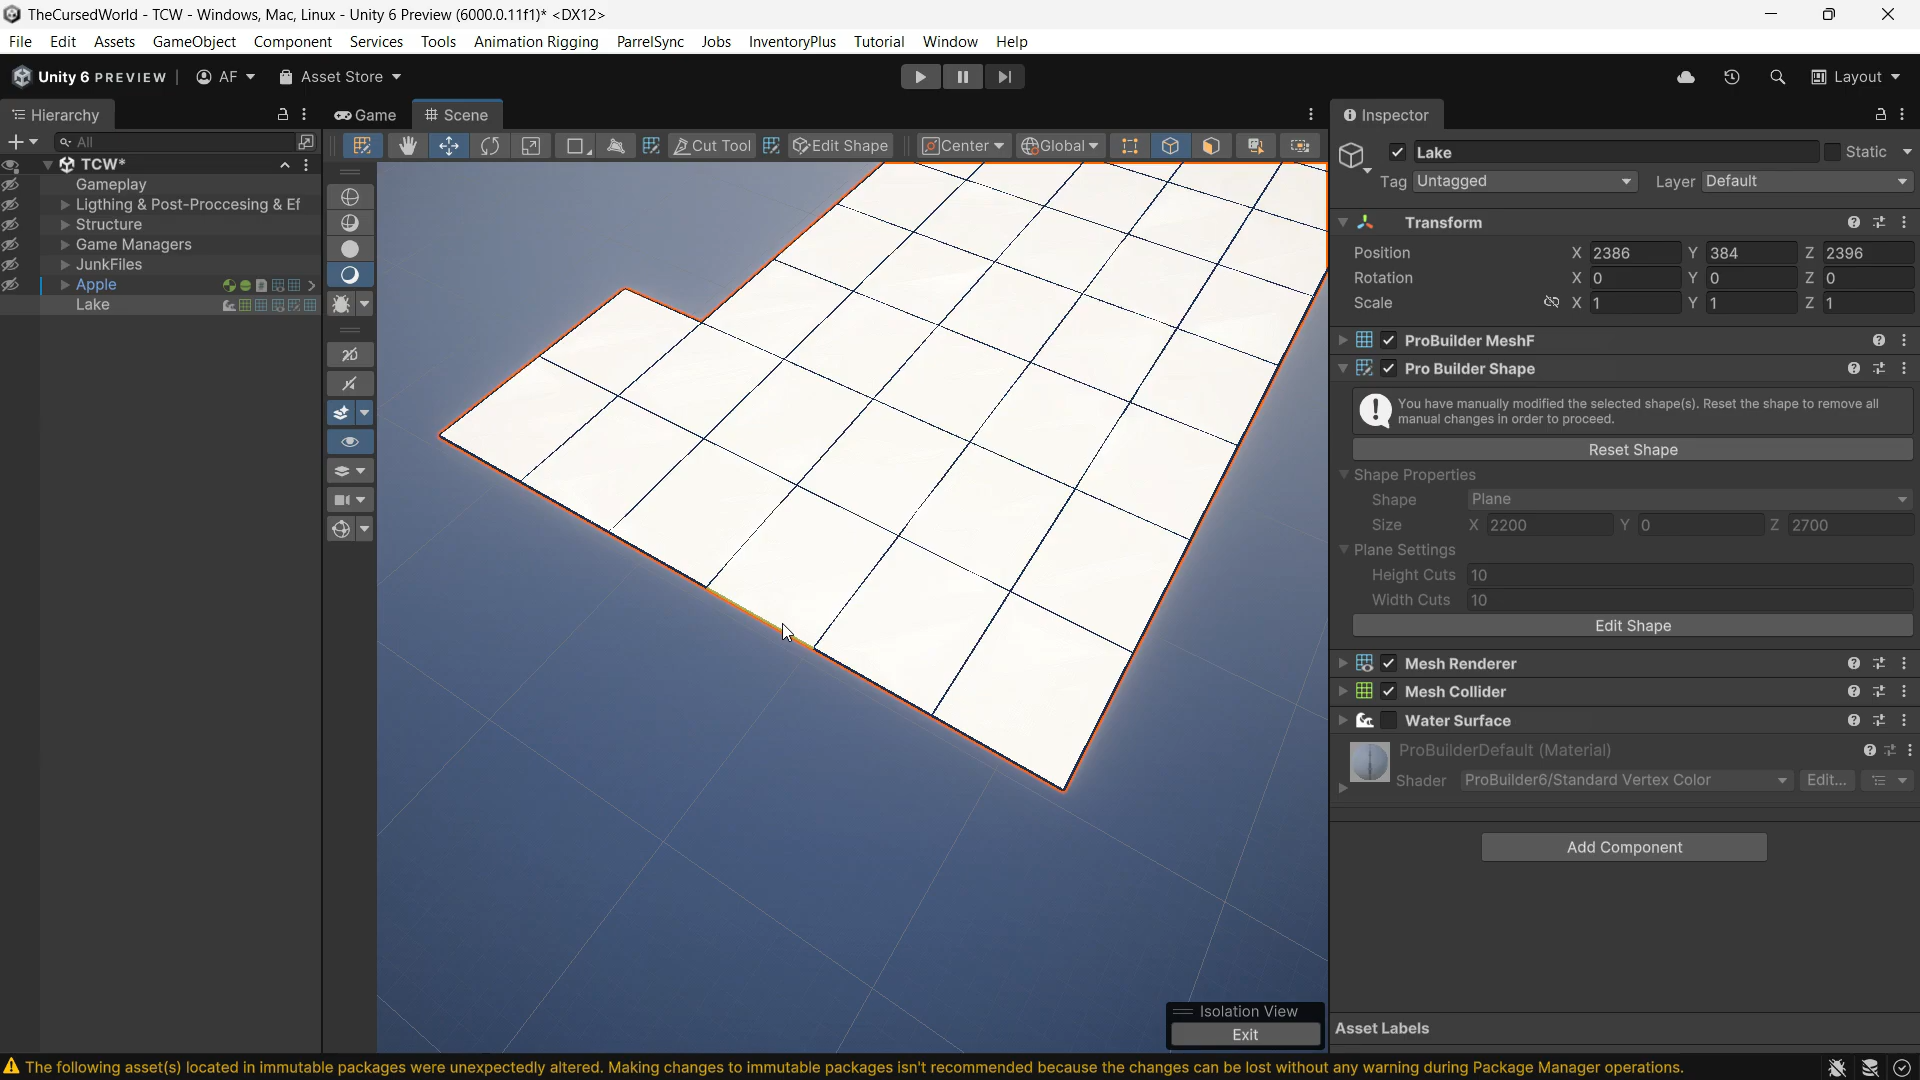 TheCursedWorld - TCW - Windows, Mac, Linux - Unity 6 Preview (6000.0.11f1)* <DX12>
File Edit Assets GameObject Component Services Tools Animation Rigging ParrelSync Jobs InventoryPlus Tutorial Window Help
Unity 6 PREVIEW AF Asset Store Layout
Hierarchy Game Scene Inspector
All Cut Tool Edit Shape Center Global
TCW*
Gameplay
Ligthing & Post-Proccesing & Ef
Structure
Game Managers
JunkFiles
Apple
Lake
2D
Isolation View
Exit
Lake Static
Tag Untagged Layer Default
Transform
Position X 2386 Y 384 Z 2396
Rotation X 0 Y 0 Z 0
Scale X 1 Y 1 Z 1
ProBuilder MeshF
Pro Builder Shape
You have manually modified the selected shape(s). Reset the shape to remove all
manual changes in order to proceed.
Reset Shape
Shape Properties
Shape Plane
Size X 2200 Y 0 Z 2700
Plane Settings
Height Cuts 10
Width Cuts 10
Edit Shape
Mesh Renderer
Mesh Collider
Water Surface
ProBuilderDefault (Material)
Shader ProBuilder6/Standard Vertex Color Edit...
Add Component
Asset Labels
The following asset(s) located in immutable packages were unexpectedly altered. Making changes to immutable packages isn't recommended because the changes can be lost without any warning during Package Manager operations.